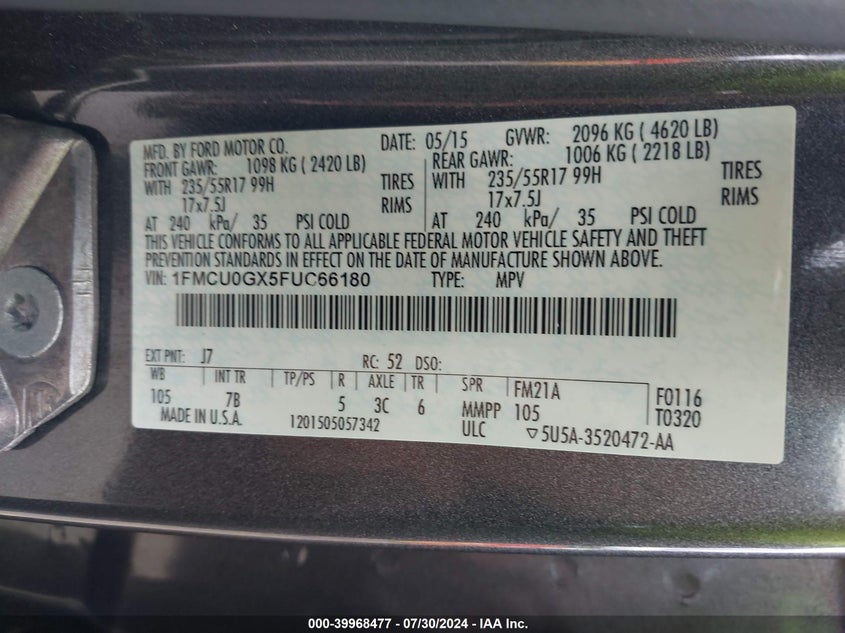 MFD. BY FORD MOTOR CO. DATE: 05/15 GVWR: 2096 KG ( 4620 LB)
FRONT GAWR: 1098 KG ( 2420 LB) REAR GAWR: 1006 KG ( 2218 LB)
WITH 235/55R17 99H TIRES WITH 235/55R17 99H TIRES
17x7.5J RIMS 17x7.5J RIMS
AT 240 kPa/ 35 PSI COLD AT 240 kPa/ 35 PSI COLD
THIS VEHICLE CONFORMS TO ALL APPLICABLE FEDERAL MOTOR VEHICLE SAFETY AND THEFT
PREVENTION STANDARDS IN EFFECT ON THE DATE OF MANUFACTURE SHOWN ABOVE.
VIN: 1FMCU0GX5FUC66180 TYPE: MPV
EXT PNT: J7 RC: 52 DSO:
WB INT TR TP/PS R AXLE TR SPR FM21A F0116
105 7B 5 3C 6 MMPP 105 T0320
MADE IN U.S.A. 1201505057342 ULC ▽5U5A-3520472-AA
000-39968477 - 07/30/2024 - IAA Inc.